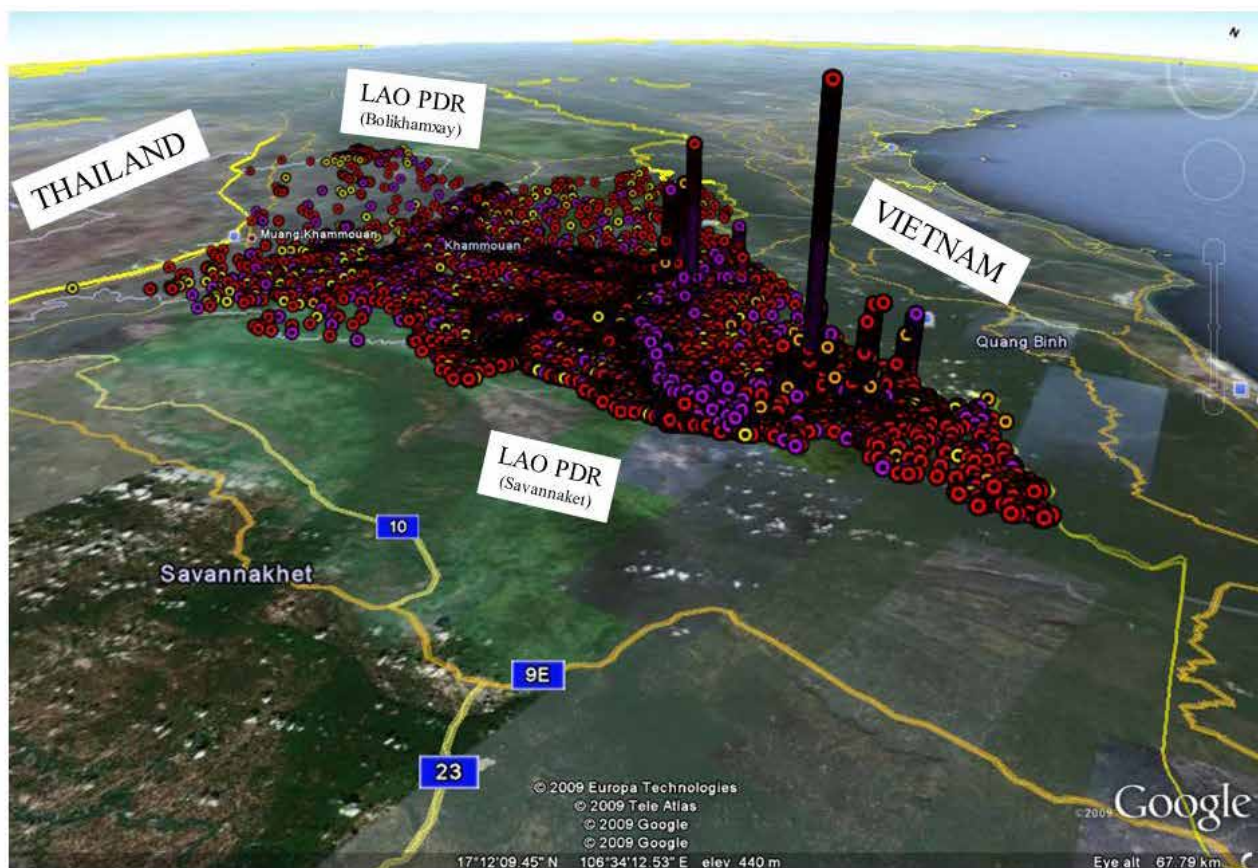 N
LAO PDR
(Bolikhamxay)
THAILAND
VIETNAM
Muang Khammouan
Khammouan
Quang Binh
LAO PDR
(Savannaket)
10
Savannakhet
9E
23
© 2009 Europa Technologies
© 2009 Tele Atlas
© 2009 Google
© 2009 Google
©2009 Google
17°12'09.45" N 106°34'12.53" E elev 440 m
Eye alt 67.79 km